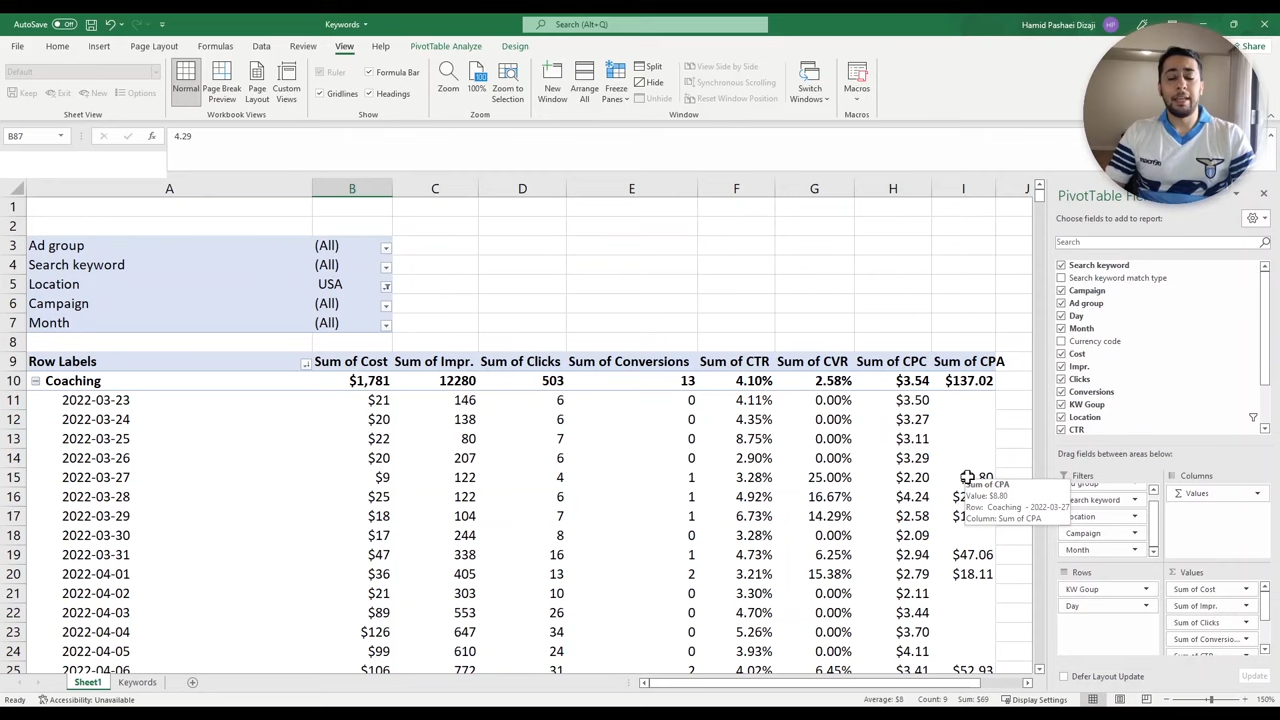 AutoSave Off Keywords Search (Alt+Q) Hamid Pashaei Dizaji HP
File Home Insert Page Layout Formulas Data Review View Help PivotTable Analyze Design Share
Default
Keep Exit New Options
Normal Page Break Preview Page Layout Custom Views
Ruler Formula Bar
Gridlines Headings
Zoom 100% Zoom to Selection
New Window Arrange All Freeze Panes
Split
Hide
Unhide
View Side by Side
Synchronous Scrolling
Reset Window Position
Switch Windows Macros
Sheet View Workbook Views Show Zoom Window Macros
B87 fx 4.29
macron
A B C D E F G H I J
1
2
3 Ad group (All)
4 Search keyword (All)
5 Location USA
6 Campaign (All)
7 Month (All)
8
9 Row Labels Sum of Cost Sum of Impr. Sum of Clicks Sum of Conversions Sum of CTR Sum of CVR Sum of CPC Sum of CPA
10 Coaching $1,781 12280 503 13 4.10% 2.58% $3.54 $137.02
11 2022-03-23 $21 146 6 0 4.11% 0.00% $3.50
12 2022-03-24 $20 138 6 0 4.35% 0.00% $3.27
13 2022-03-25 $22 80 7 0 8.75% 0.00% $3.11
14 2022-03-26 $20 207 6 0 2.90% 0.00% $3.29
15 2022-03-27 $9 122 4 1 3.28% 25.00% $2.20 80
16 2022-03-28 $25 122 6 1 4.92% 16.67% $4.24
17 2022-03-29 $18 104 7 1 6.73% 14.29% $2.58
18 2022-03-30 $17 244 8 0 3.28% 0.00% $2.09
19 2022-03-31 $47 338 16 1 4.73% 6.25% $2.94 $47.06
20 2022-04-01 $36 405 13 2 3.21% 15.38% $2.79 $18.11
21 2022-04-02 $21 303 10 0 3.30% 0.00% $2.11
22 2022-04-03 $89 553 26 0 4.70% 0.00% $3.44
23 2022-04-04 $126 647 34 0 5.26% 0.00% $3.70
24 2022-04-05 $99 610 24 0 3.93% 0.00% $4.11
25 2022-04-06 $106 772 31 2 4.02% 6.45% $3.41 $52.93
Sum of CPA
Value: $8.80
Row: Coaching - 2022-03-27
Column: Sum of CPA
PivotTable
Choose fields to add to report:
Search
Search keyword
Search keyword match type
Campaign
Ad group
Day
Month
Currency code
Cost
Impr.
Clicks
Conversions
KW Goup
Location
CTR
Drag fields between areas below:
Filters
Campaign
Month
Columns
Values
Rows
KW Goup
Day
Values
Sum of Cost
Sum of Impr.
Sum of Clicks
Sum of Conversio...
Defer Layout Update Update
Sheet1 Keywords
Ready Accessibility: Unavailable Average: $8 Count: 9 Sum: $69 Display Settings 150%